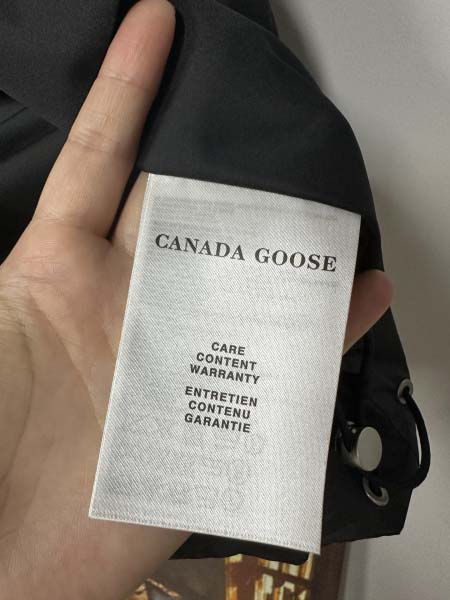 CANADA GOOSE
CARE
CONTENT
WARRANTY
ENTRETIEN
CONTENU
GARANTIE